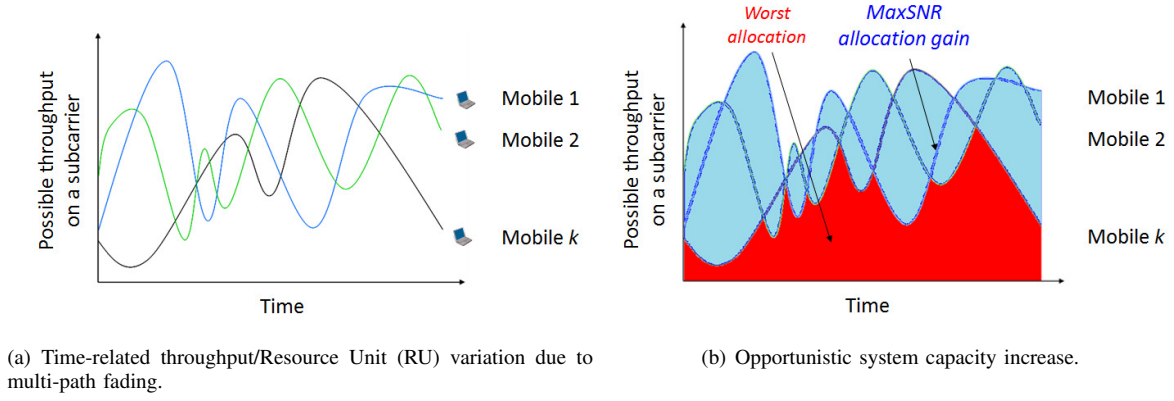 Possible throughput
on a subcarrier
Time
Mobile 1
Mobile 2
Mobile k
(a) Time-related throughput/Resource Unit (RU) variation due to
multi-path fading.
Worst
allocation
MaxSNR
allocation gain
Possible throughput
on a subcarrier
Time
Mobile 1
Mobile 2
Mobile k
(b) Opportunistic system capacity increase.